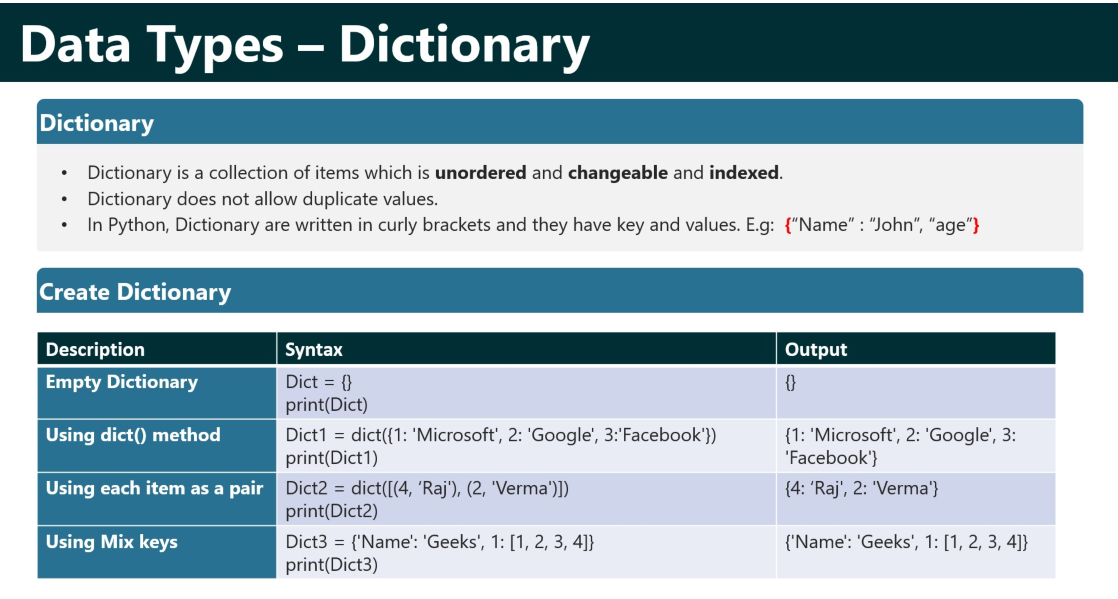 Data Types – Dictionary
Dictionary
• Dictionary is a collection of items which is unordered and changeable and indexed.
• Dictionary does not allow duplicate values.
• In Python, Dictionary are written in curly brackets and they have key and values. E.g: {“Name” : “John”, “age”}
Create Dictionary
Description Syntax Output
Empty Dictionary Dict = {} {}
print(Dict)
Using dict() method Dict1 = dict({1: 'Microsoft', 2: 'Google', 3:'Facebook'}) {1: 'Microsoft', 2: 'Google', 3:
print(Dict1) 'Facebook'}
Using each item as a pair Dict2 = dict([(4, ‘Raj'), (2, 'Verma')]) {4: ‘Raj', 2: 'Verma'}
print(Dict2)
Using Mix keys Dict3 = {'Name': 'Geeks', 1: [1, 2, 3, 4]} {'Name': 'Geeks', 1: [1, 2, 3, 4]}
print(Dict3)